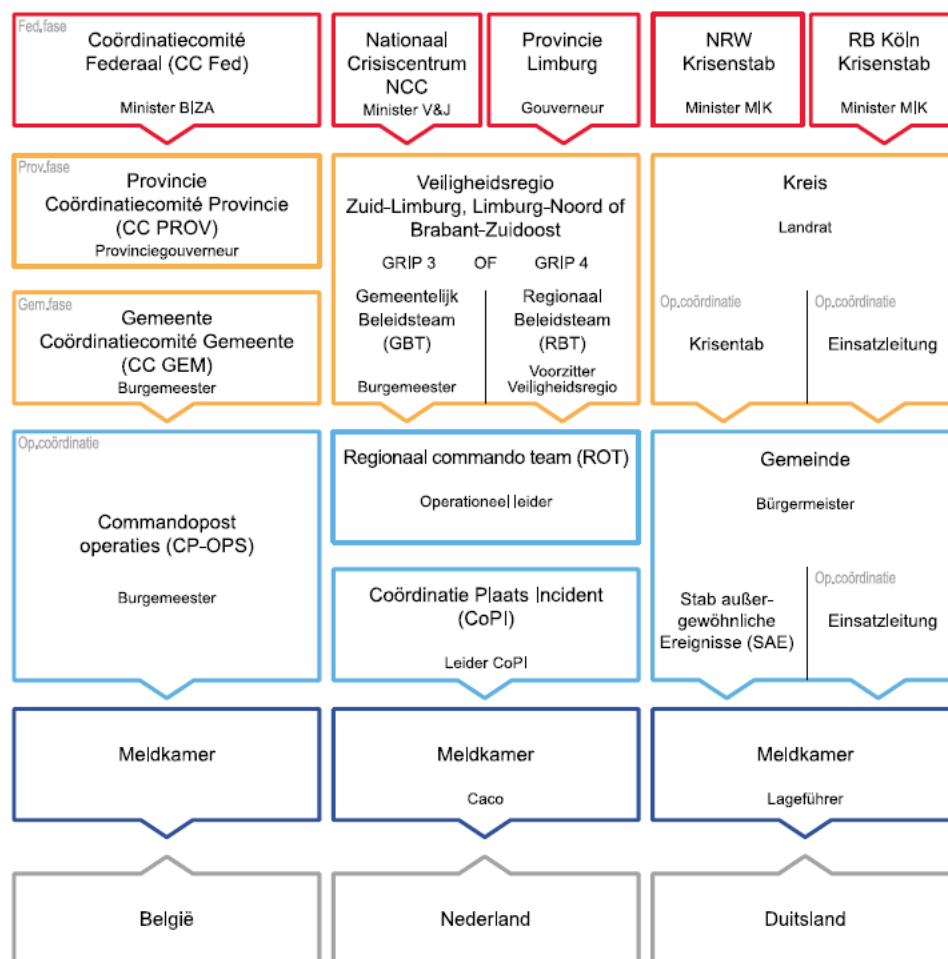 Fed.fase
Coördinatiecomité
Federaal (CC Fed)
Minister B|ZA
Nationaal
Crisiscentrum
NCC
Minister V&J
Provincie
Limburg
Gouverneur
NRW
Krisenstab
Minister M|K
RB Köln
Krisenstab
Minister M|K
Prov.fase
Provincie
Coördinatiecomité Provincie
(CC PROV)
Provinciegouverneur
Gem.fase
Gemeente
Coördinatiecomité Gemeente
(CC GEM)
Burgemeester
Veiligheidsregio
Zuid-Limburg, Limburg-Noord of
Brabant-Zuidoost
GRIP 3 OF GRIP 4
Gemeentelijk
Beleidsteam
(GBT)
Burgemeester
Regionaal
Beleidsteam
(RBT)
Voorzitter
Veiligheidsregio
Kreis
Landrat
Op.coördinatie
Krisentab
Op.coördinatie
Einsatzleitung
Op.coördinatie
Commandopost
operaties (CP-OPS)
Burgemeester
Regionaal commando team (ROT)
Operationeel leider
Coördinatie Plaats Incident
(CoPI)
Leider CoPI
Gemeinde
Bürgermeister
Stab außer-
gewöhnliche
Ereignisse (SAE)
Op.coördinatie
Einsatzleitung
Meldkamer
Meldkamer
Caco
Meldkamer
Lageführer
België
Nederland
Duitsland